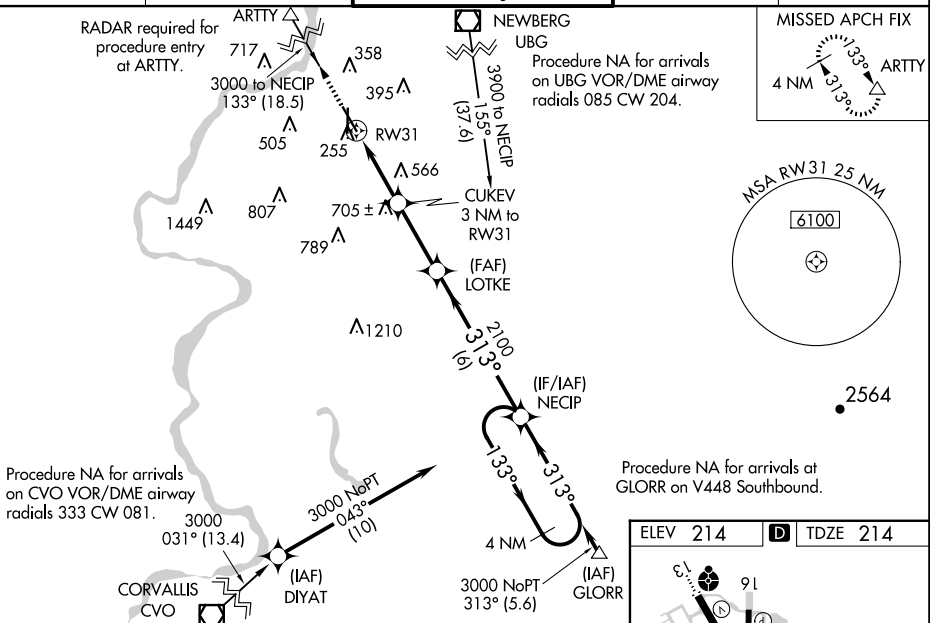 ARTTY
RADAR required for
procedure entry
at ARTTY.
3000 to NECIP
133° (18.5)
717
358
395
505
255
RW31
NEWBERG
UBG
3900 to NECIP
155°
(37.6)
Procedure NA for arrivals
on UBG VOR/DME airway
radials 085 CW 204.
MISSED APCH FIX
4 NM
133°
313°
ARTTY
566
CUKEV
3 NM to
RW31
705 ±
1449
807
789
MSA RW31 25 NM
6100
(FAF)
LOTKE
1210
2100
313°
(6)
(IF/IAF)
NECIP
2564
133°
313°
4 NM
Procedure NA for arrivals at
GLORR on V448 Southbound.
Procedure NA for arrivals
on CVO VOR/DME airway
radials 333 CW 081.
3000 NoPT
043°
(10)
3000
031° (13.4)
(IAF)
DIYAT
CORVALLIS
CVO
3000 NoPT
313° (5.6)
(IAF)
GLORR
ELEV 214
D
TDZE 214
13
16
V
P